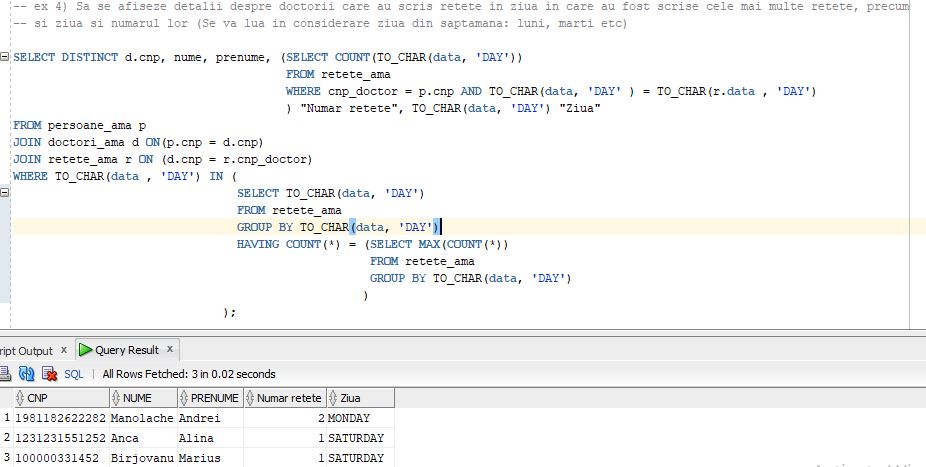 -- ex 4) Sa se afiseze detalii despre doctorii care au scris retete in ziua in care au fost scrise cele mai multe retete, precum
-- si ziua si numarul lor (Se va lua in considerare ziua din saptamana: luni, marti etc)
SELECT DISTINCT d.cnp, nume, prenume, (SELECT COUNT(TO_CHAR(data, 'DAY'))
FROM retete_ama
WHERE cnp_doctor = p.cnp AND TO_CHAR(data, 'DAY' ) = TO_CHAR(r.data , 'DAY')
) "Numar retete", TO_CHAR(data, 'DAY') "Ziua"
FROM persoane_ama p
JOIN doctori_ama d ON(p.cnp = d.cnp)
JOIN retete_ama r ON (d.cnp = r.cnp_doctor)
WHERE TO_CHAR(data , 'DAY') IN (
SELECT TO_CHAR(data, 'DAY')
FROM retete_ama
GROUP BY TO_CHAR(data, 'DAY')
HAVING COUNT(*) = (SELECT MAX(COUNT(*))
FROM retete_ama
GROUP BY TO_CHAR(data, 'DAY')
)
);
ript Output x Query Result x
SQL | All Rows Fetched: 3 in 0.02 seconds
CNP NUME PRENUME Numar retete Ziua
1 1981182622282 Manolache Andrei 2 MONDAY
2 1231231551252 Anca Alina 1 SATURDAY
3 100000331452 Birjovanu Marius 1 SATURDAY